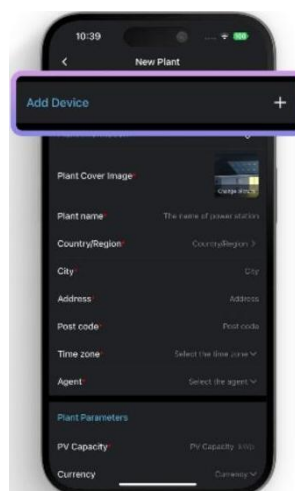 10:39
New Plant
Add Device +
Plant Cover Image*
Change picture
Plant name* The name of power station
Country/Region* Country/Region >
City* City
Address* Address
Post code* Post code
Time zone* Select the time zone
Agent* Select the agent
Plant Parameters
PV Capacity* PV Capacity
Currency Currency